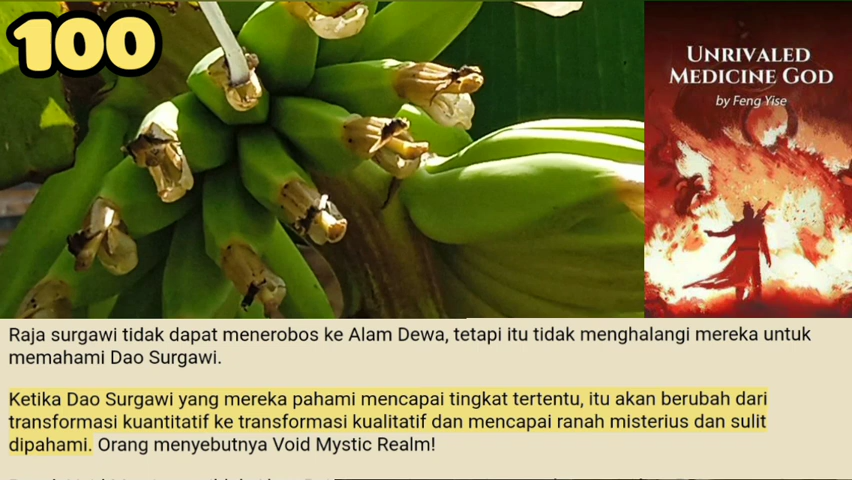 100
UNRIVALED
MEDICINE GOD
by Feng Yise
Raja surgawi tidak dapat menerobos ke Alam Dewa, tetapi itu tidak menghalangi mereka untuk
memahami Dao Surgawi.
Ketika Dao Surgawi yang mereka pahami mencapai tingkat tertentu, itu akan berubah dari
transformasi kuantitatif ke transformasi kualitatif dan mencapai ranah misterius dan sulit
dipahami. Orang menyebutnya Void Mystic Realm!